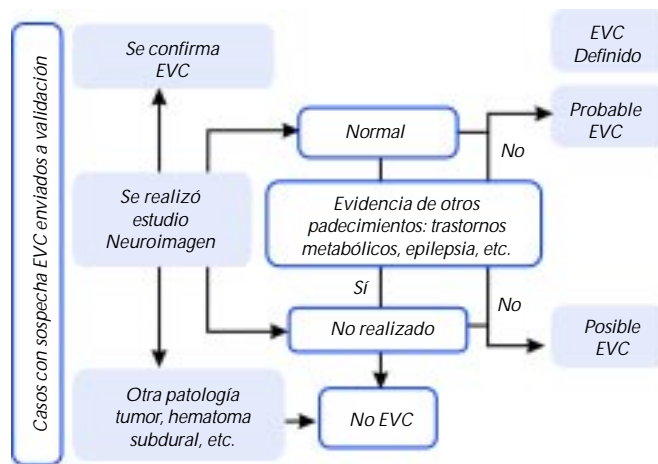 Casos con sospecha EVC enviados a validación
Se confirma
EVC
EVC
Definido
Normal
Probable
EVC
No
Se realizó
estudio
Neuroimagen
Evidencia de otros
padecimientos: trastornos
metabólicos, epilepsia, etc.
Sí
No
No realizado
Posible
EVC
Otra patología
tumor, hematoma
subdural, etc.
No EVC